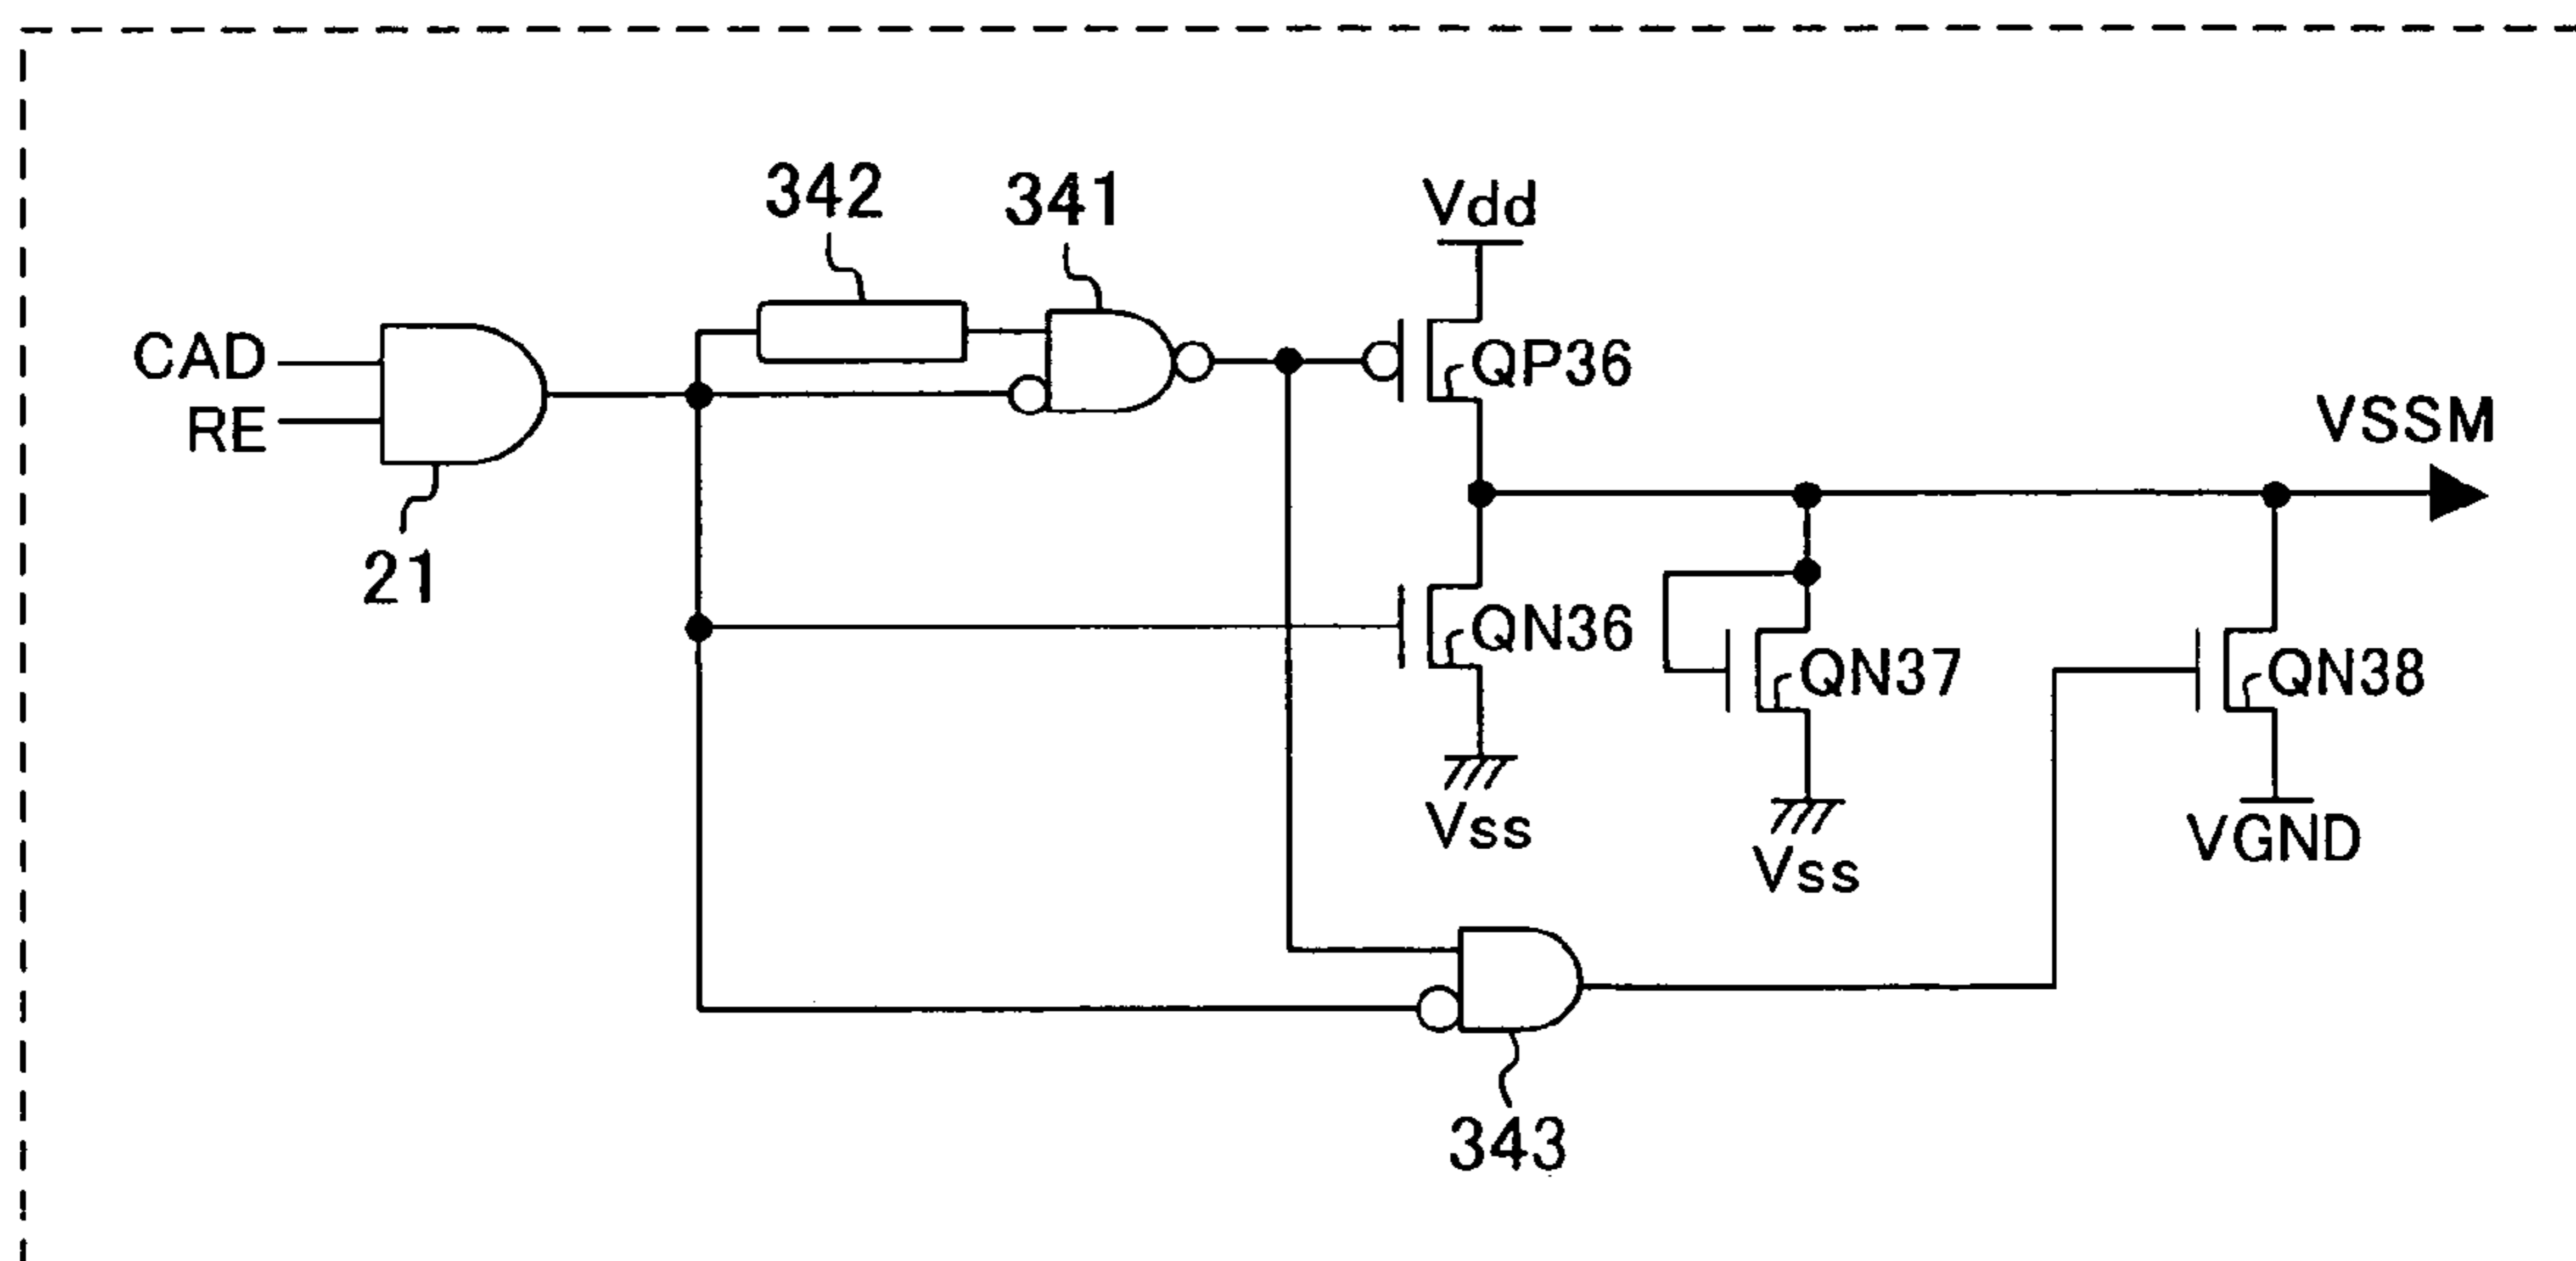 342
341
Vdd
CAD
RE
QP36
VSSM
21
QN36
QN37
QN38
Vss
Vss
VGND
343